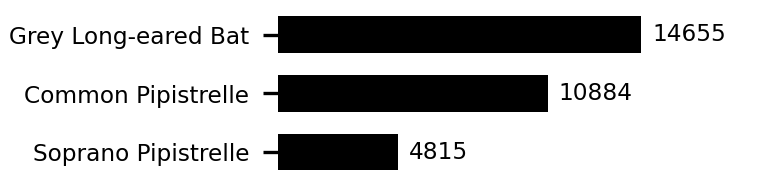 Grey Long-eared Bat 14655
Common Pipistrelle 10884
Soprano Pipistrelle 4815